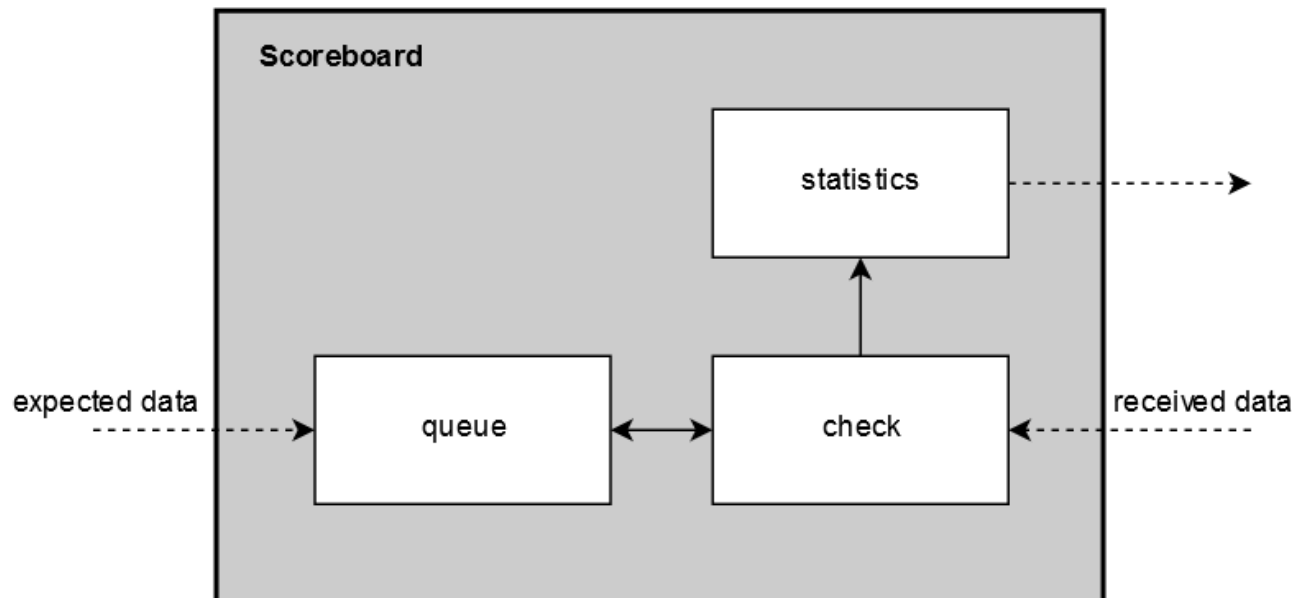 Scoreboard
statistics
expected data
queue
check
received data